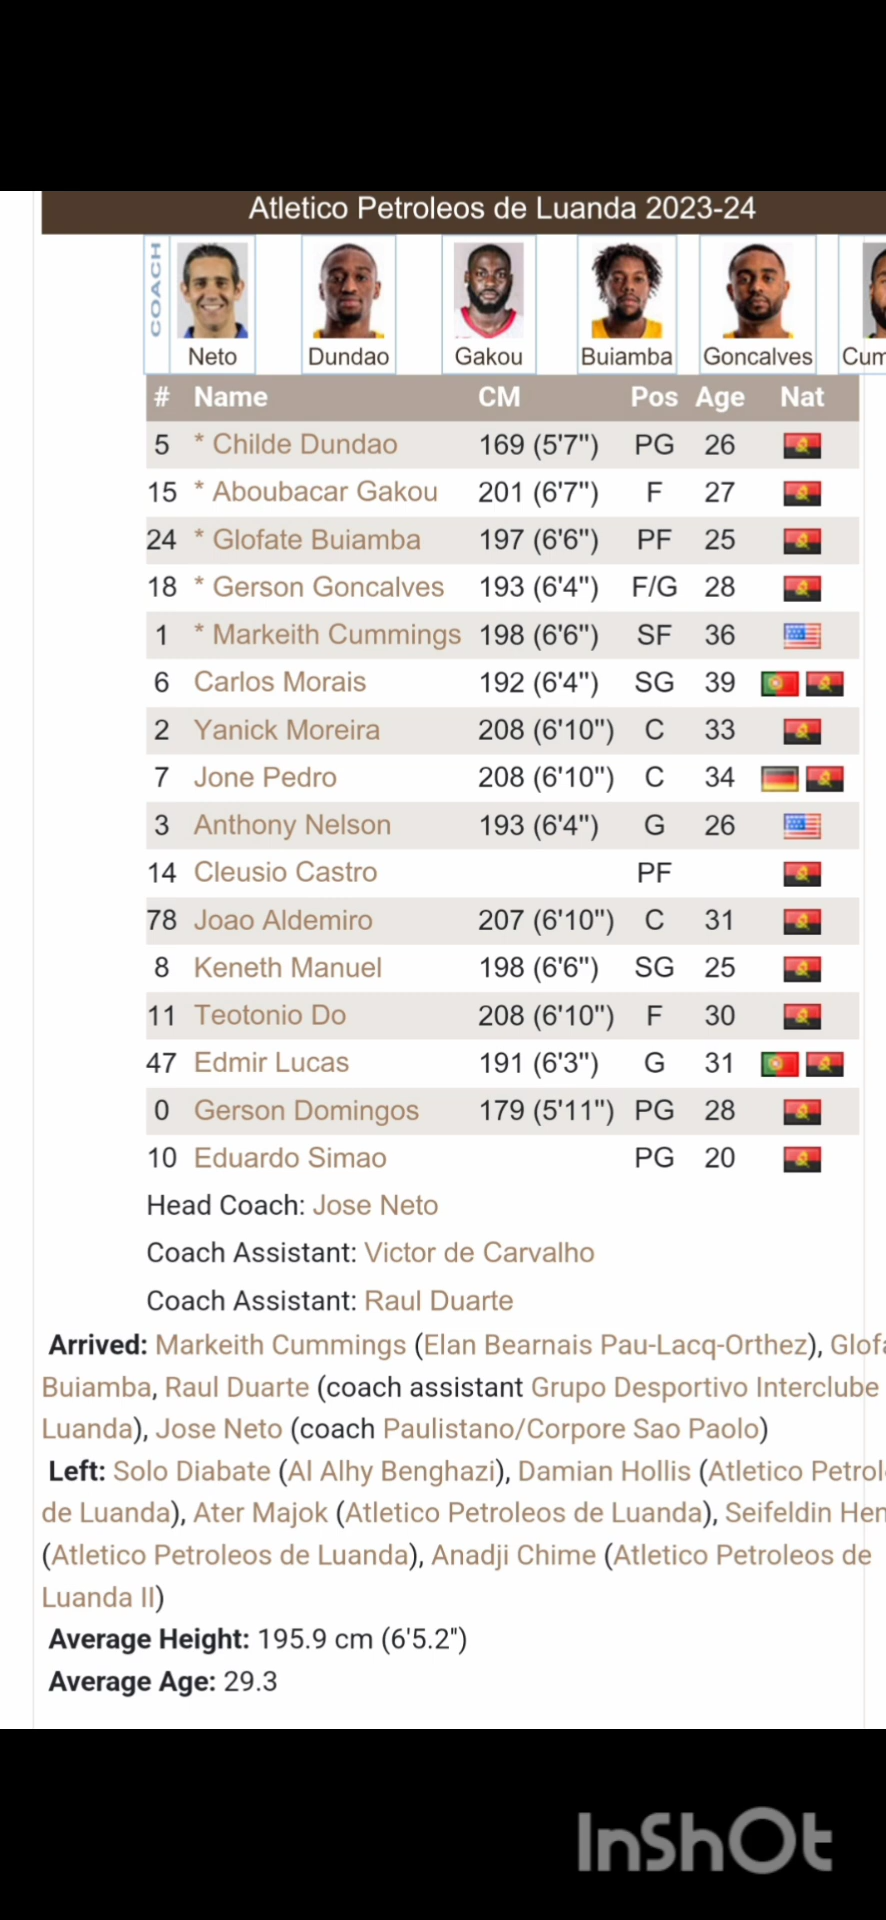 Atletico Petroleos de Luanda 2023-24
COACH
Neto Dundao Gakou Buiamba Goncalves Cum
# Name CM Pos Age Nat
5 * Childe Dundao 169 (5'7") PG 26
15 * Aboubacar Gakou 201 (6'7") F 27
24 * Glofate Buiamba 197 (6'6") PF 25
18 * Gerson Goncalves 193 (6'4") F/G 28
1 * Markeith Cummings 198 (6'6") SF 36
6 Carlos Morais 192 (6'4") SG 39
2 Yanick Moreira 208 (6'10") C 33
7 Jone Pedro 208 (6'10") C 34
3 Anthony Nelson 193 (6'4") G 26
14 Cleusio Castro PF
78 Joao Aldemiro 207 (6'10") C 31
8 Keneth Manuel 198 (6'6") SG 25
11 Teotonio Do 208 (6'10") F 30
47 Edmir Lucas 191 (6'3") G 31
0 Gerson Domingos 179 (5'11") PG 28
10 Eduardo Simao PG 20
Head Coach: Jose Neto
Coach Assistant: Victor de Carvalho
Coach Assistant: Raul Duarte
Arrived: Markeith Cummings (Elan Bearnais Pau-Lacq-Orthez), Glofa
Buiamba, Raul Duarte (coach assistant Grupo Desportivo Interclube
Luanda), Jose Neto (coach Paulistano/Corpore Sao Paolo)
Left: Solo Diabate (Al Alhy Benghazi), Damian Hollis (Atletico Petrol
de Luanda), Ater Majok (Atletico Petroleos de Luanda), Seifeldin Hen
(Atletico Petroleos de Luanda), Anadji Chime (Atletico Petroleos de
Luanda II)
Average Height: 195.9 cm (6'5.2")
Average Age: 29.3
InShOt